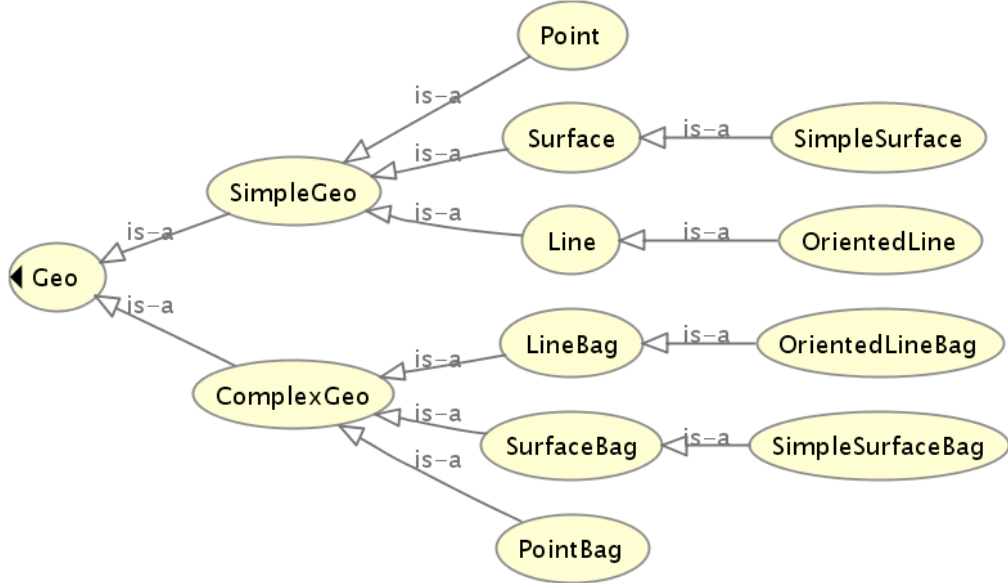 Point
is-a
Surface
is-a
SimpleSurface
is-a
SimpleGeo
is-a
Line
is-a
OrientedLine
is-a
Geo
is-a
LineBag
is-a
OrientedLineBag
is-a
ComplexGeo
is-a
SurfaceBag
is-a
SimpleSurfaceBag
is-a
PointBag